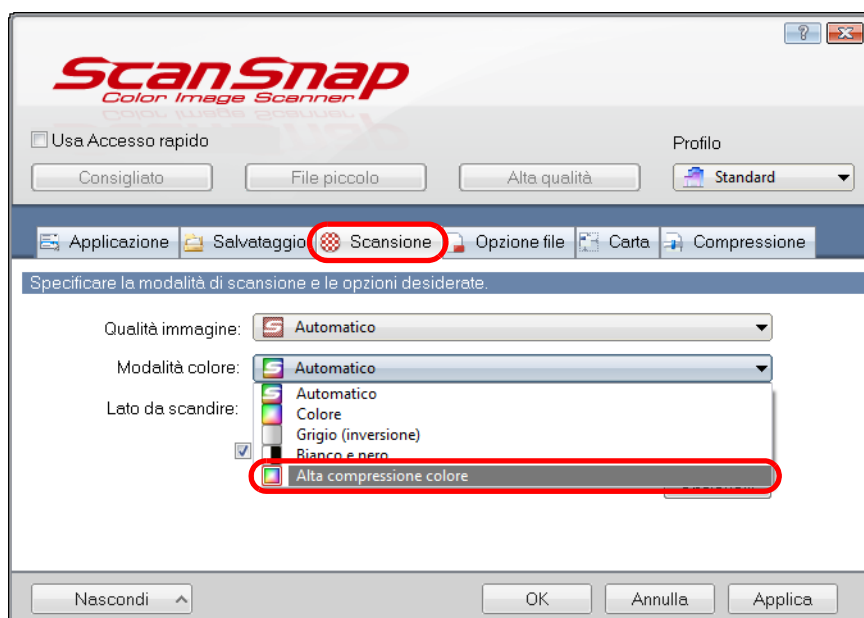 ScanSnap
Color Image Scanner
Usa Accesso rapido
Profilo
Consigliato File piccolo Alta qualità Standard
Applicazione Salvataggio Scansione Opzione file Carta Compressione
Specificare la modalità di scansione e le opzioni desiderate.
Qualità immagine: Automatico
Modalità colore: Automatico
Automatico
Lato da scandire:
Colore
Grigio (inversione)
Bianco e nero
Alta compressione colore
Nascondi OK Annulla Applica